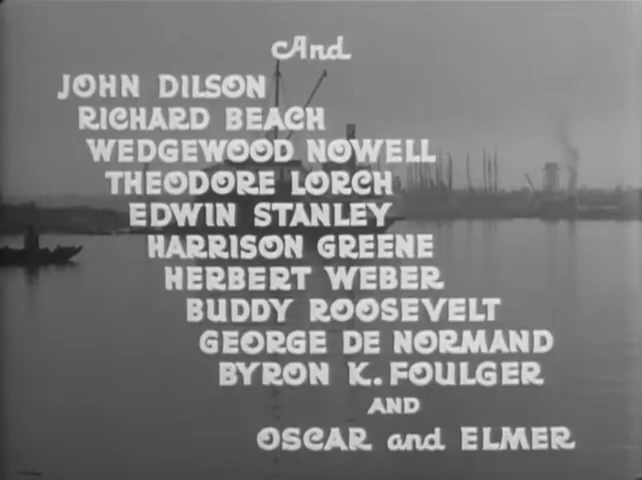 And
JOHN DILSON
RICHARD BEACH
WEDGEWOOD NOWELL
THEODORE LORCH
EDWIN STANLEY
HARRISON GREENE
HERBERT WEBER
BUDDY ROOSEVELT
GEORGE DE NORMAND
BYRON K. FOULGER
AND
OSCAR and ELMER